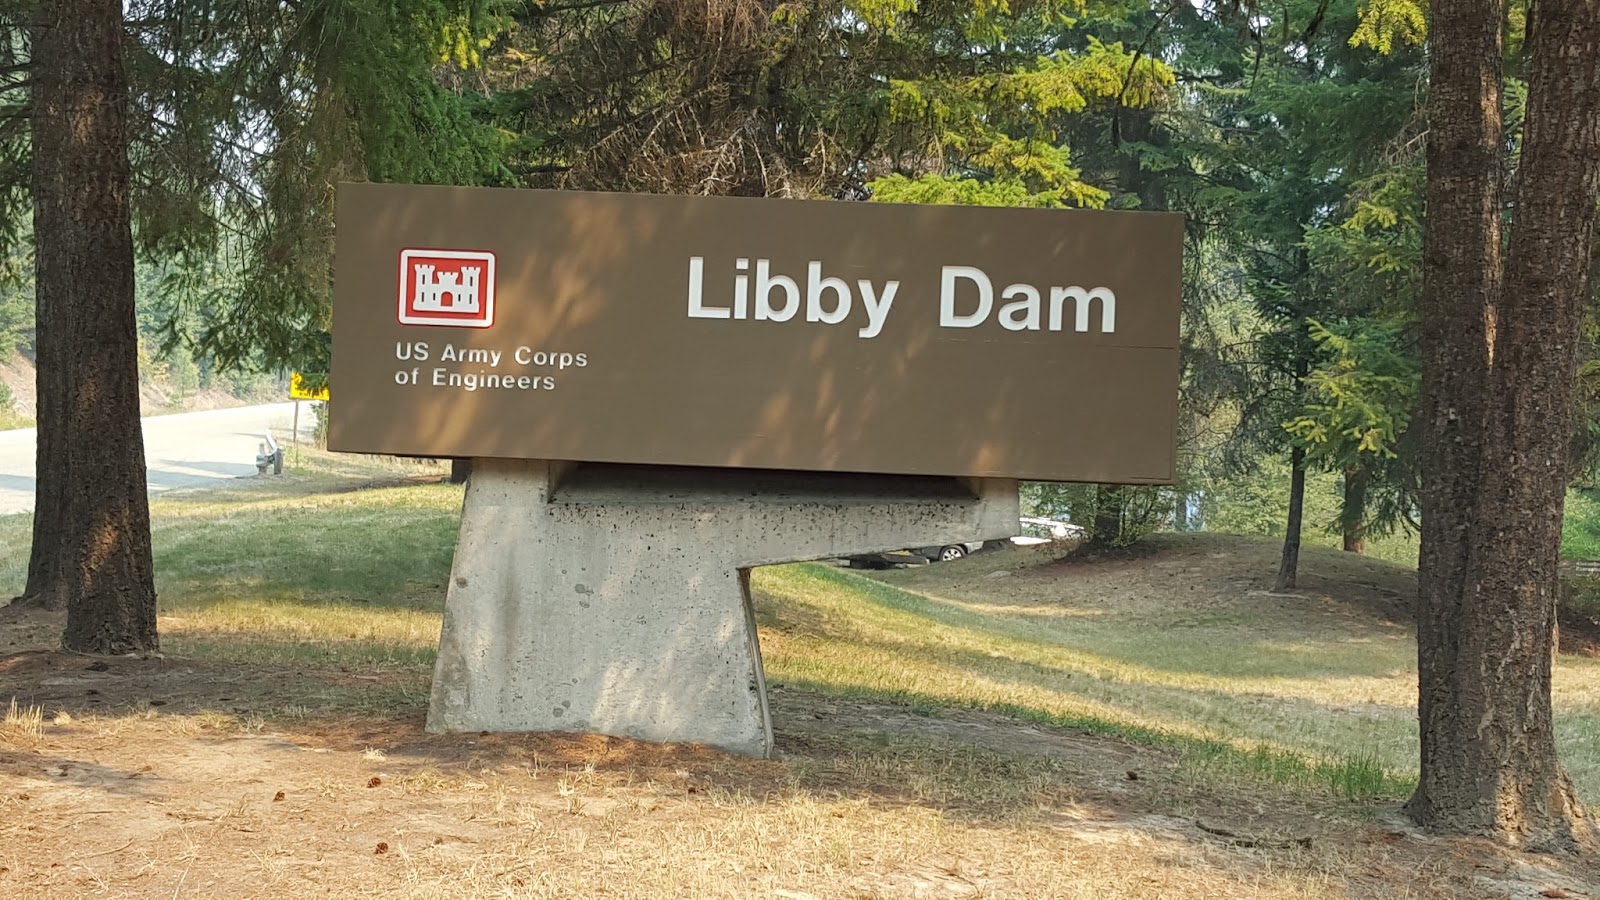 Libby Dam
US Army Corps
of Engineers